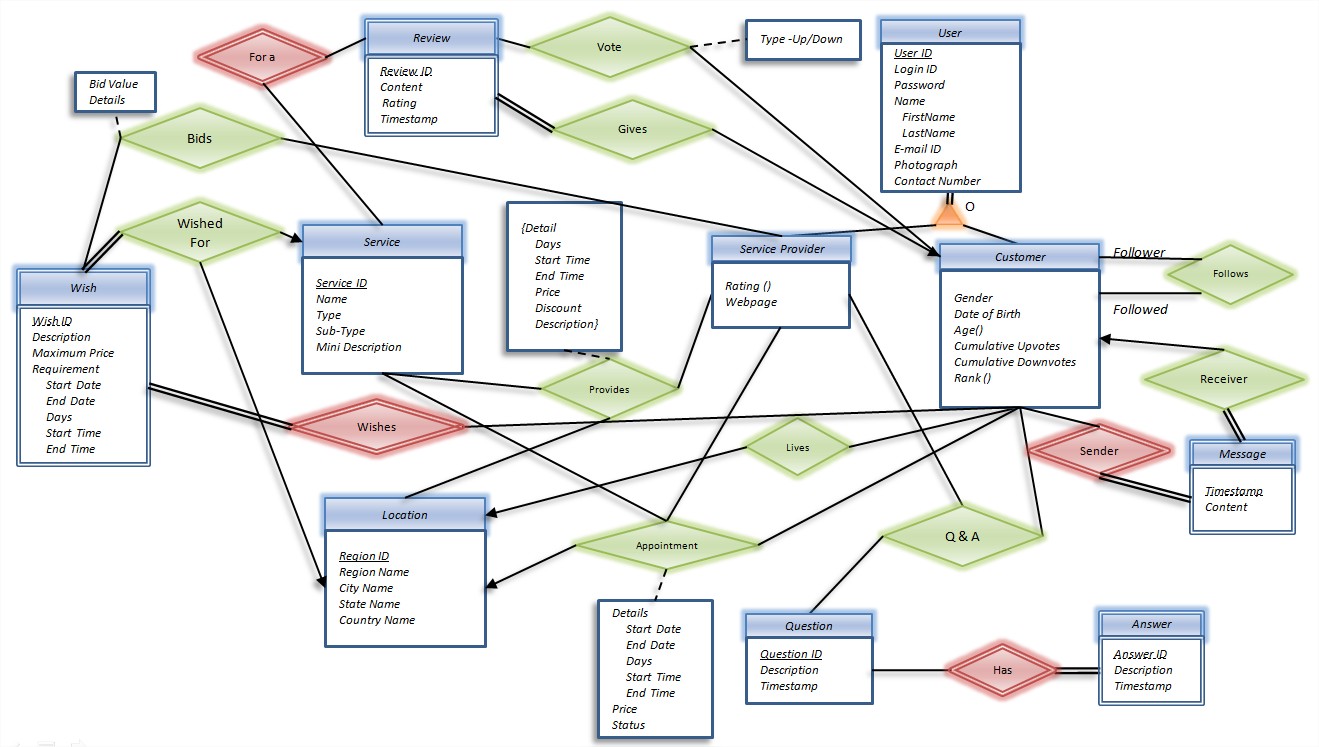 For a
Review
Review ID
Content
Rating
Timestamp
Vote
Type -Up/Down
User
User ID
Login ID
Password
Name
FirstName
LastName
E-mail ID
Photograph
Contact Number
O
Bid Value
Details
Bids
Gives
Wished
For
Service
Service ID
Name
Type
Sub-Type
Mini Description
{Detail
Days
Start Time
End Time
Price
Discount
Description}
Service Provider
Rating ()
Webpage
Customer
Gender
Date of Birth
Age()
Cumulative Upvotes
Cumulative Downvotes
Rank ()
Follower
Follows
Followed
Wish
Wish ID
Description
Maximum Price
Requirement
Start Date
End Date
Days
Start Time
End Time
Provides
Receiver
Wishes
Lives
Sender
Message
Timestamp
Content
Location
Region ID
Region Name
City Name
State Name
Country Name
Appointment
Q & A
Details
Start Date
End Date
Days
Start Time
End Time
Price
Status
Question
Question ID
Description
Timestamp
Has
Answer
Answer ID
Description
Timestamp